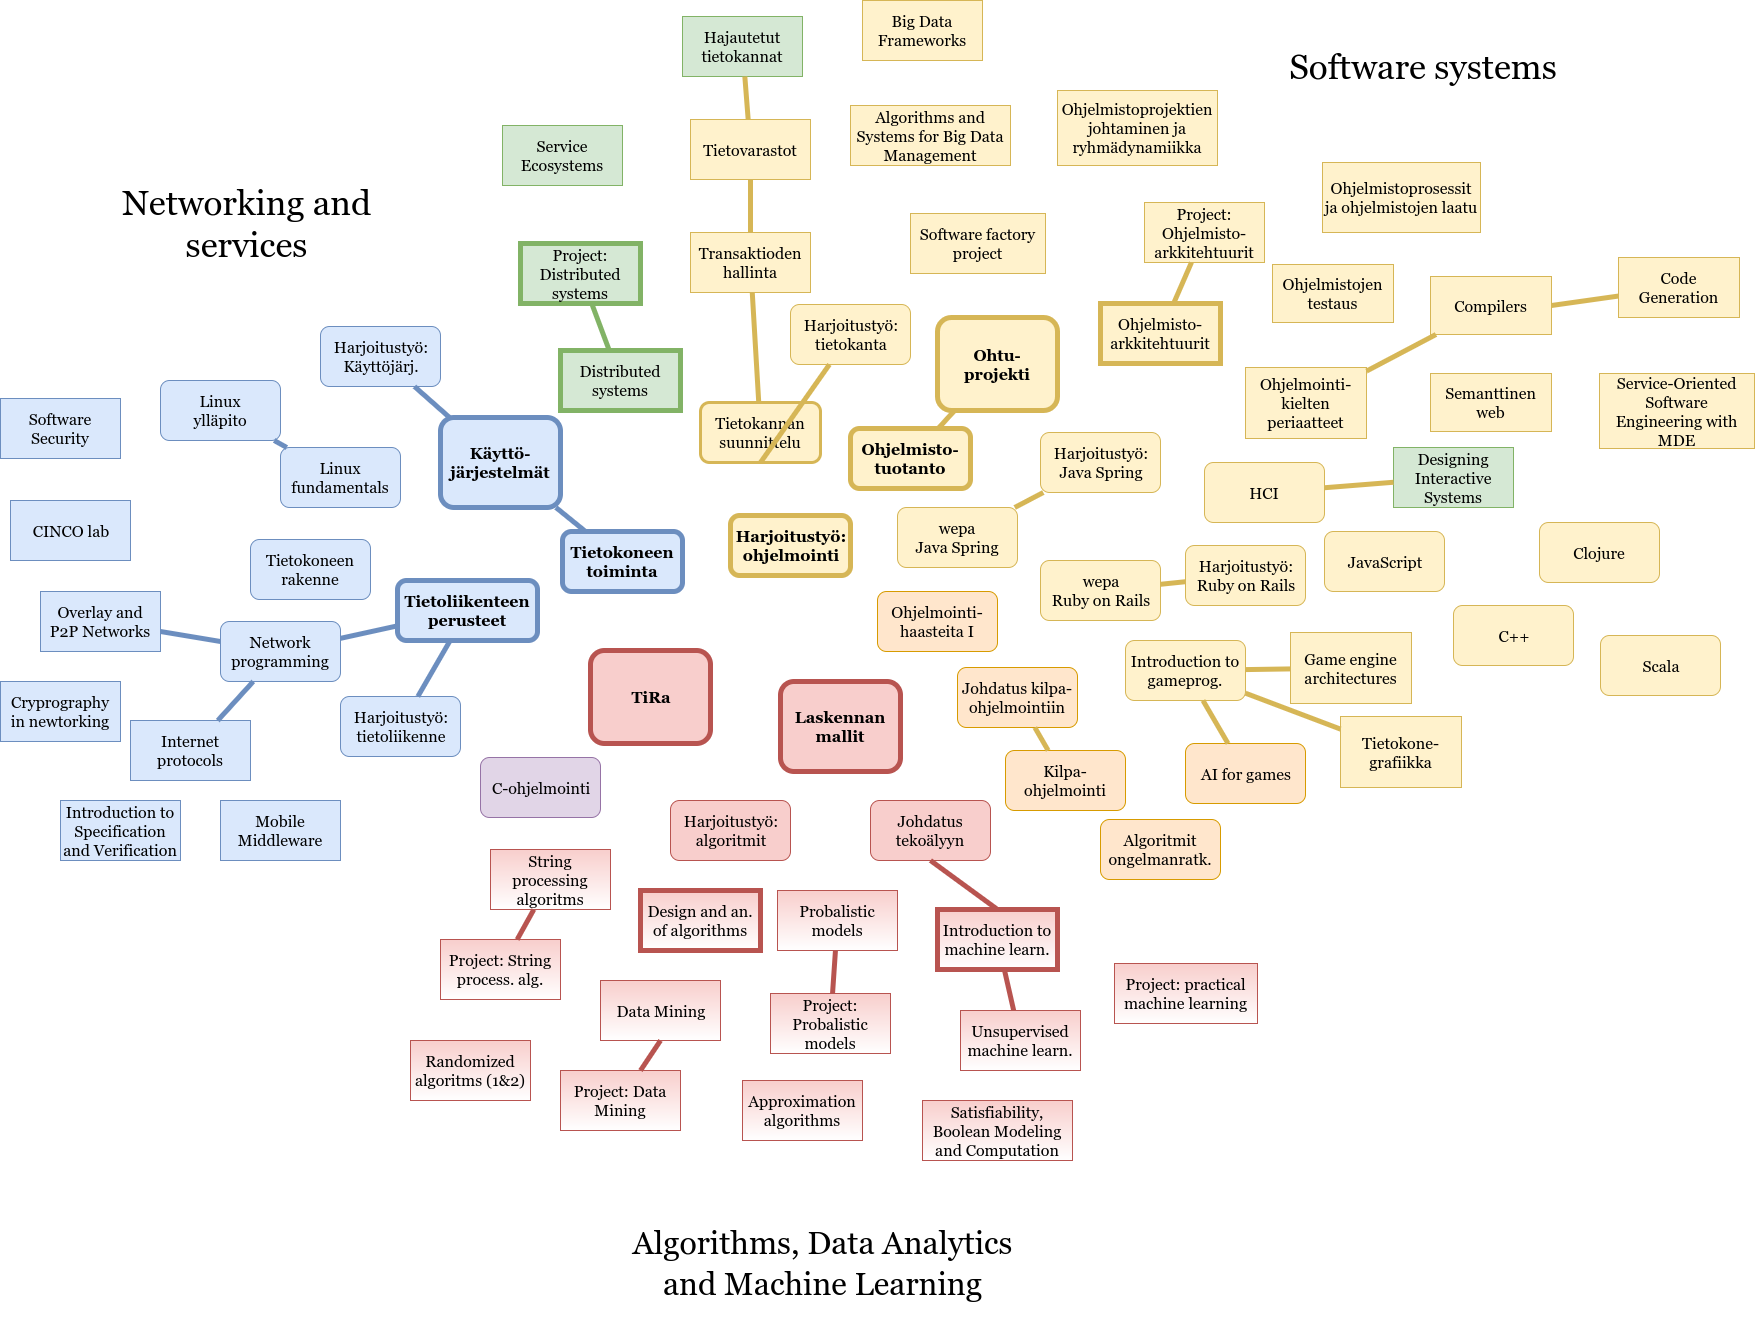 Hajautetut
tietokannat
Big Data
Frameworks
Software systems
Service
Ecosystems
Tietovarastot
Algorithms and
Systems for Big Data
Management
Ohjelmistoprojektien
johtaminen ja
ryhmädynamiikka
Ohjelmistoprosessit
ja ohjelmistojen laatu
Networking and
services
Project:
Distributed
systems
Transaktioden
hallinta
Software factory
project
Project:
Ohjelmisto-
arkkitehtuurit
Ohjelmistojen
testaus
Compilers
Code
Generation
Harjoitustyö:
Käyttöjärj.
Distributed
systems
Harjoitustyö:
tietokanta
Ohtu-
projekti
Ohjelmisto-
arkkitehtuurit
Ohjelmointi-
kielten
periaatteet
Semanttinen
web
Service-Oriented
Software
Engineering with
MDE
Software
Security
Linux
ylläpito
Linux
fundamentals
Käyttö-
järjestelmät
Tietokannan
suunnittelu
Ohjelmisto-
tuotanto
Harjoitustyö:
Java Spring
HCI
Designing
Interactive
Systems
CINCO lab
Tietokoneen
rakenne
Tietokoneen
toiminta
Harjoitustyö:
ohjelmointi
wepa
Java Spring
wepa
Ruby on Rails
Harjoitustyö:
Ruby on Rails
JavaScript
Clojure
Overlay and
P2P Networks
Network
programming
Tietoliikenteen
perusteet
Ohjelmointi-
haasteita I
C++
Scala
Cryprography
in newtorking
Internet
protocols
Harjoitustyö:
tietoliikenne
TiRa
Laskennan
mallit
Johdatus kilpa-
ohjelmointiin
Introduction to
gameprog.
Game engine
architectures
Tietokone-
grafiikka
Introduction to
Specification
and Verification
Mobile
Middleware
C-ohjelmointi
Harjoitustyö:
algoritmit
Johdatus
tekoälyyn
Kilpa-
ohjelmointi
AI for games
Algoritmit
ongelmanratk.
String
processing
algoritms
Design and an.
of algorithms
Probalistic
models
Introduction to
machine learn.
Project: String
process. alg.
Data Mining
Project:
Probalistic
models
Unsupervised
machine learn.
Project: practical
machine learning
Randomized
algoritms (1&2)
Project: Data
Mining
Approximation
algorithms
Satisfiability,
Boolean Modeling
and Computation
Algorithms, Data Analytics
and Machine Learning